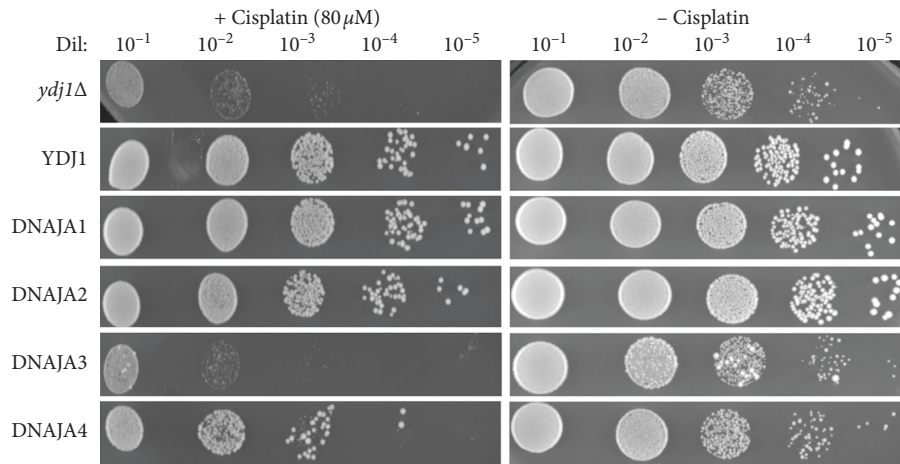 + Cisplatin (80 μM) – Cisplatin
Dil: 10⁻¹ 10⁻² 10⁻³ 10⁻⁴ 10⁻⁵ 10⁻¹ 10⁻² 10⁻³ 10⁻⁴ 10⁻⁵
ydj1Δ
YDJ1
DNAJA1
DNAJA2
DNAJA3
DNAJA4